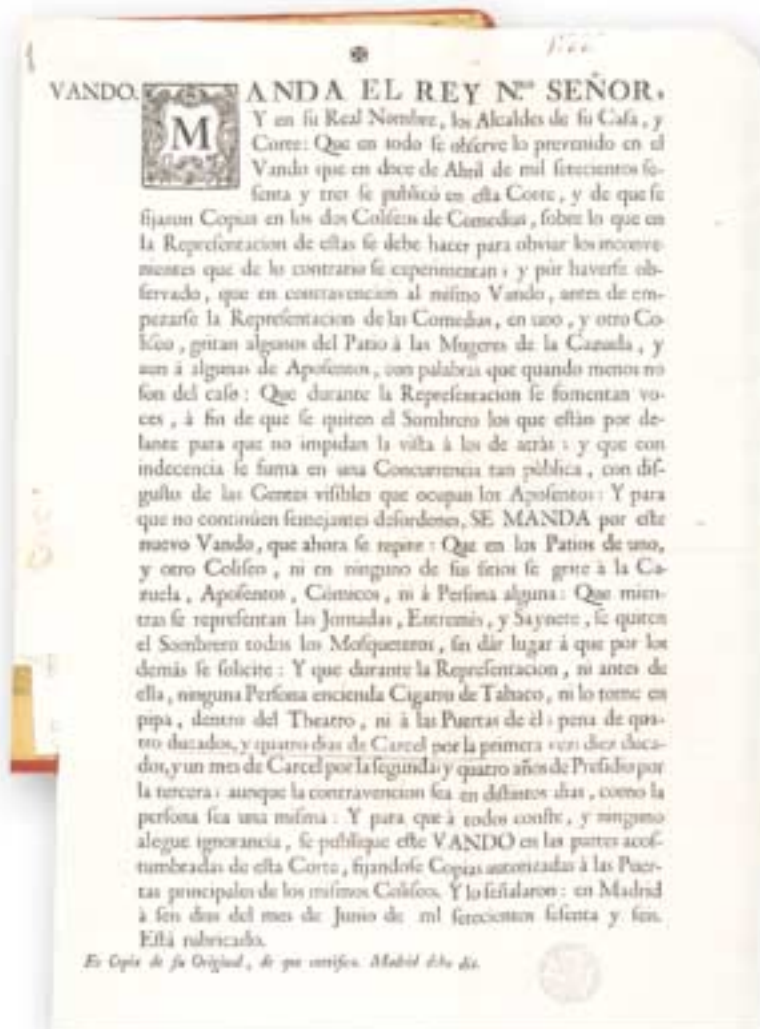 VANDO. MANDA EL REY N.RO SEÑOR,
Y en su Real Nombre, los Alcaldes de su Casa, y
Corte: Que en todo se observe lo prevenido en el
Vando que en doce de Abril de mil setecientos se-
senta y tres se publicó en esta Corte, y de que se
fijaron Copias en los dos Coliseos de Comedias, sobre lo que en
la Representacion de estas se debe hacer para obviar los inconve-
nientes que de lo contrario se experimentan; y por haverse ob-
servado, que en contravencion al mismo Vando, antes de em-
pezarse la Representacion de las Comedias, en uno, y otro Co-
liseo, gritan algunos del Patio à las Mugeres de la Cazuela, y
aun à algunas de Aposentos, con palabras que quando menos no
son del caso: Que durante la Representacion se fomentan vo-
ces, à fin de que se quiten el Sombrero los que estàn por de-
lante para que no impidan la vista à los de atràs: y que con
indecencia se fuma en una Concurrencia tan pùblica, con dis-
gusto de las Gentes visibles que ocupan los Aposentos: Y para
que no continùen semejantes desordenes, SE MANDA por este
nuevo Vando, que ahora se repite: Que en los Patios de uno,
y otro Coliseo, ni en ninguno de sus sitios se grite à la Ca-
zuela, Aposentos, Còmicos, ni à Persona alguna: Que mien-
tras se representan las Jornadas, Entremés, y Saynete, se quiten
el Sombrero todos los Mosqueteros, sin dàr lugar à que por los
demàs se solicite: Y que durante la Representacion, ni antes de
ella, ninguna Persona encienda Cigarro de Tabaco, ni lo tome en
pipa, dentro del Theatro, ni à las Puertas de èl; pena de qua-
tro ducados, y quatro dias de Carcel por la primera vez; diez duca-
dos, y un mes de Carcel por la segunda; y quatro años de Presidio por
la tercera; aunque la contravencion sea en distintos dias, como la
persona sea una misma: Y para que à todos conste, y ninguno
alegue ignorancia, se publique este VANDO en las partes acos-
tumbradas de esta Corte, fijandose Copias autorizadas à las Puer-
tas principales de los mismos Coliseos. Y lo señalaron: en Madrid
à seis dias del mes de Junio de mil setecientos sesenta y seis.
Està rubricado.
Es Copia de su Original, de que certifico. Madrid dicho dia.